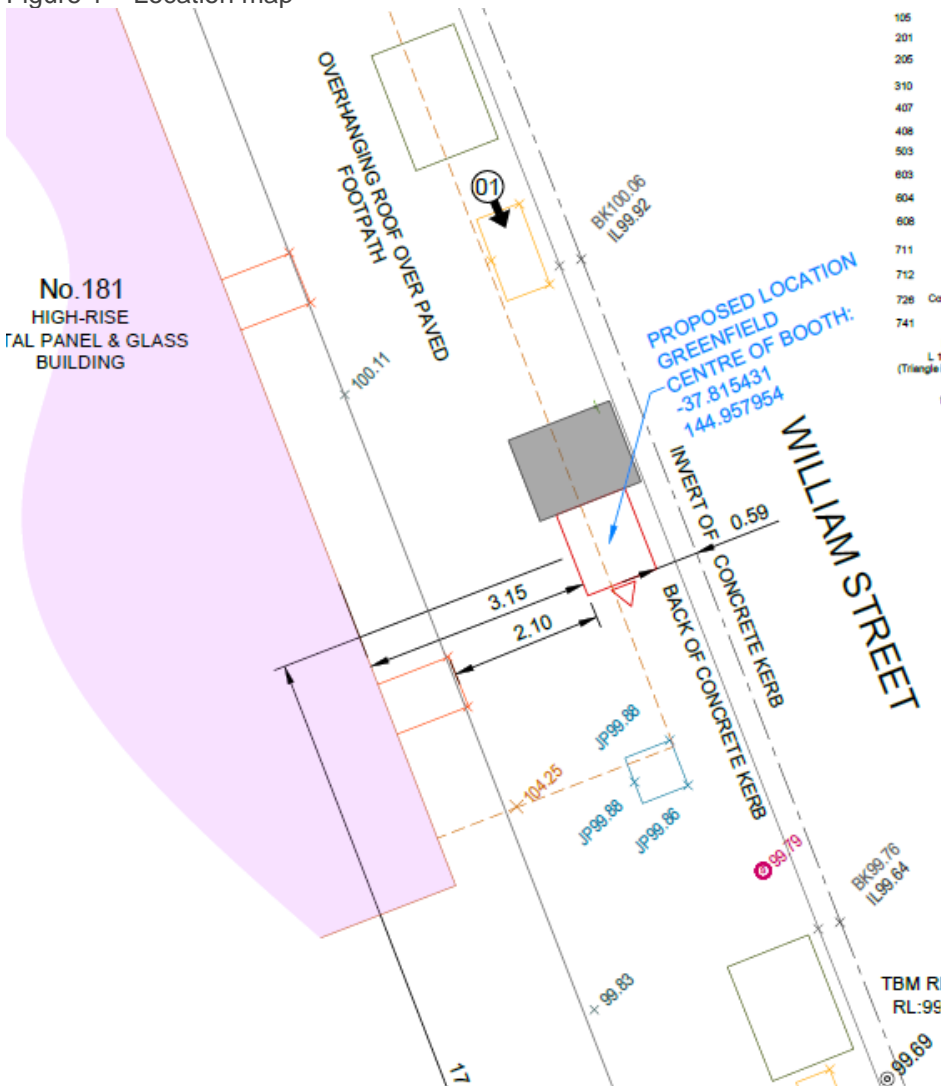 Figure 1 – Location map
105
201
205
310
407
408
503
603
604
608
711
712
728 Co
741
L 1
(Triangle
OVERHANGING ROOF OVER PAVED
FOOTPATH
01
BK100.06
IL99.92
No.181
HIGH-RISE
TAL PANEL & GLASS
BUILDING
100.11
PROPOSED LOCATION
GREENFIELD
CENTRE OF BOOTH:
-37.815431
144.957954
WILLIAM STREET
INVERT OF CONCRETE KERB
BACK OF CONCRETE KERB
0.59
3.15
2.10
JP99.88
JP99.88
JP99.86
104.25
99.79
BK99.76
IL99.64
99.83
TBM R
RL:99
99.69
17